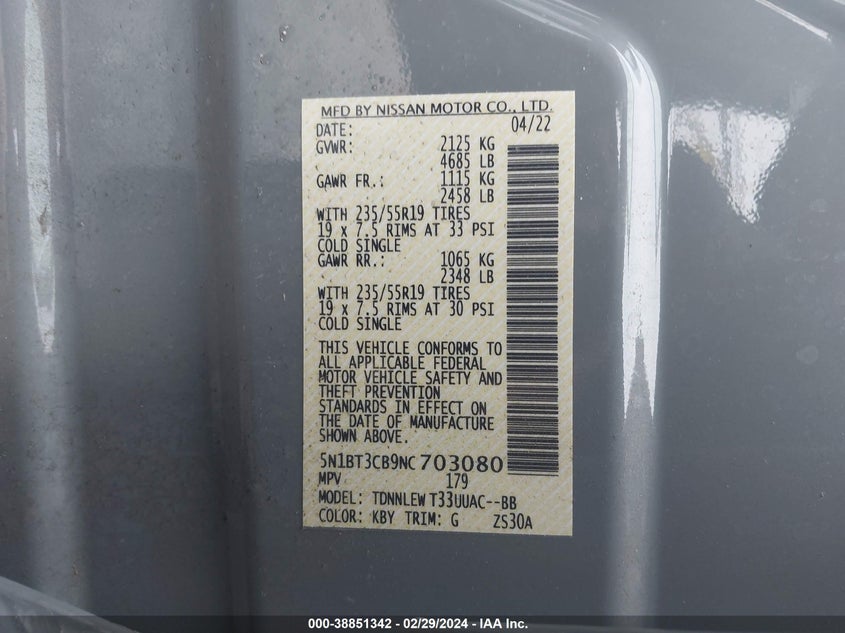 MFD BY NISSAN MOTOR CO., LTD.
DATE: 04/22
GVWR: 2125 KG
4685 LB
GAWR FR.: 1115 KG
2458 LB
WITH 235/55R19 TIRES
19 x 7.5 RIMS AT 33 PSI
COLD SINGLE
GAWR RR.: 1065 KG
2348 LB
WITH 235/55R19 TIRES
19 x 7.5 RIMS AT 30 PSI
COLD SINGLE
THIS VEHICLE CONFORMS TO
ALL APPLICABLE FEDERAL
MOTOR VEHICLE SAFETY AND
THEFT PREVENTION
STANDARDS IN EFFECT ON
THE DATE OF MANUFACTURE
SHOWN ABOVE.
5N1BT3CB9NC703080
MPV 179
MODEL: TDNNLEW T33UUAC--BB
COLOR: KBY TRIM: G ZS30A
000-38851342 - 02/29/2024 - IAA Inc.